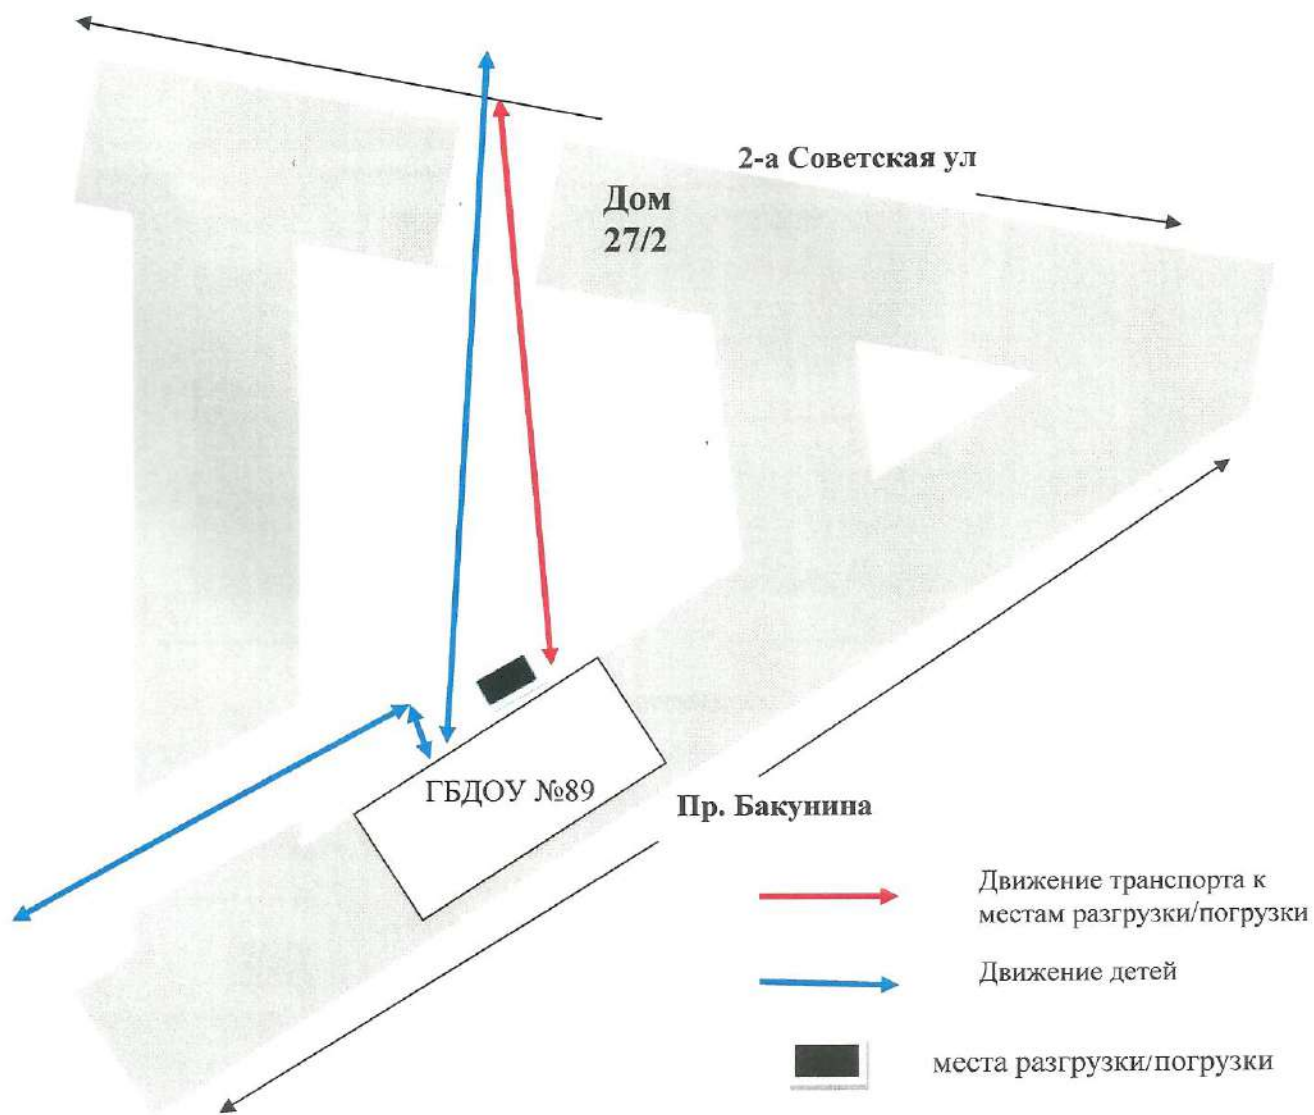 2-а Советская ул
Дом
27/2
ГБДОУ №89
Пр. Бакунина
Движение транспорта к
местам разгрузки/погрузки
Движение детей
места разгрузки/погрузки